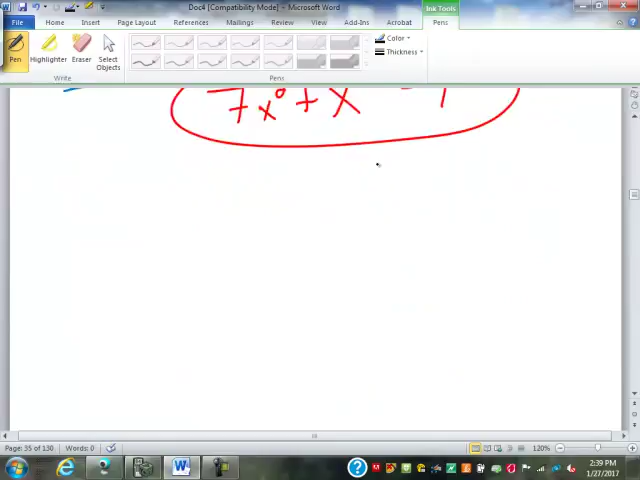 Doc4 [Compatibility Mode] - Microsoft Word
Ink Tools
File Home Insert Page Layout References Mailings Review View Add-Ins Acrobat Pens
Pen Highlighter Eraser Select Objects
Color
Thickness
Write Pens
Page: 35 of 130 Words: 0 120%
2:39 PM
1/27/2017